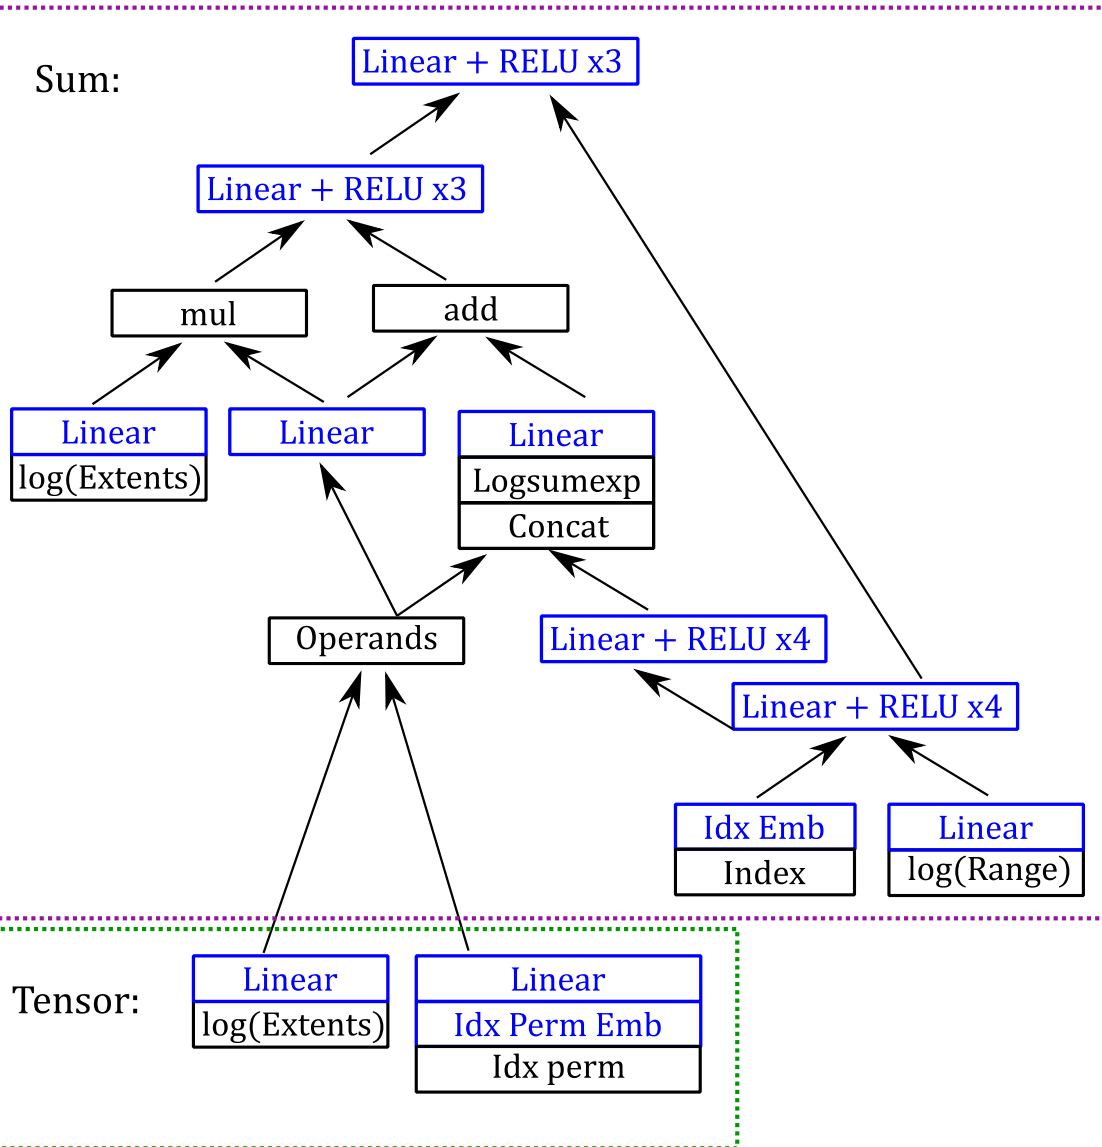 Linear + RELU x3
Sum:
Linear + RELU x3
mul
add
Linear
log(Extents)
Linear
Linear
Logsumexp
Concat
Operands
Linear + RELU x4
Linear + RELU x4
Idx Emb
Index
Linear
log(Range)
Tensor:
Linear
log(Extents)
Linear
Idx Perm Emb
Idx perm